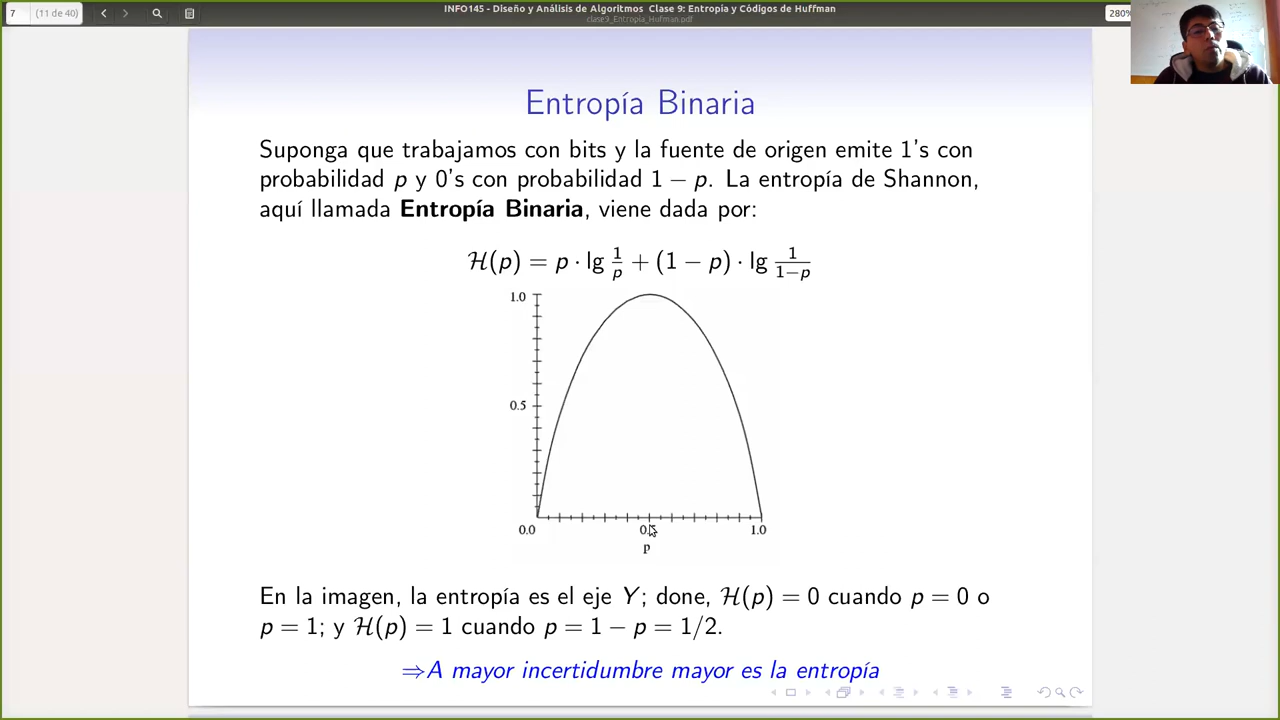 7 (11 de 40)
INFO145 - Diseño y Análisis de Algoritmos Clase 9: Entropía y Códigos de Huffman
clase9_Entropia_Hufman.pdf
280%
Entropía Binaria
Suponga que trabajamos con bits y la fuente de origen emite 1's con
probabilidad p y 0's con probabilidad 1 − p. La entropía de Shannon,
aquí llamada Entropía Binaria, viene dada por:
H(p) = p · lg 1/p + (1 − p) · lg 1/1−p
1.0
0.5
0.0 1.0
p
En la imagen, la entropía es el eje Y; done, H(p) = 0 cuando p = 0 o
p = 1; y H(p) = 1 cuando p = 1 − p = 1/2.
⇒A mayor incertidumbre mayor es la entropía